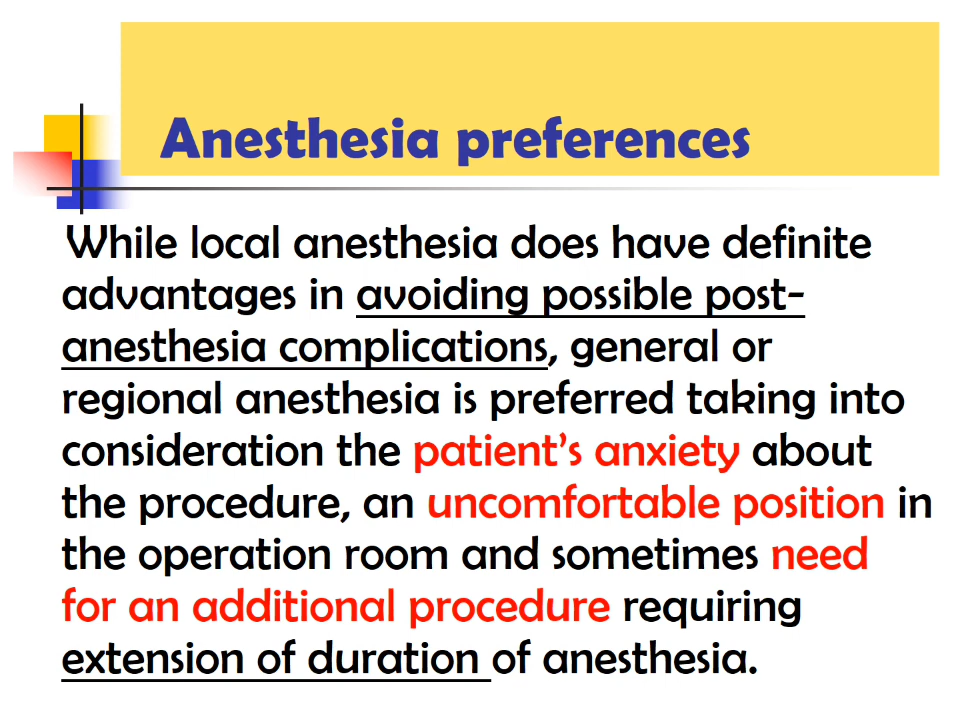 Anesthesia preferences
While local anesthesia does have definite
advantages in avoiding possible post-
anesthesia complications, general or
regional anesthesia is preferred taking into
consideration the patient’s anxiety about
the procedure, an uncomfortable position in
the operation room and sometimes need
for an additional procedure requiring
extension of duration of anesthesia.